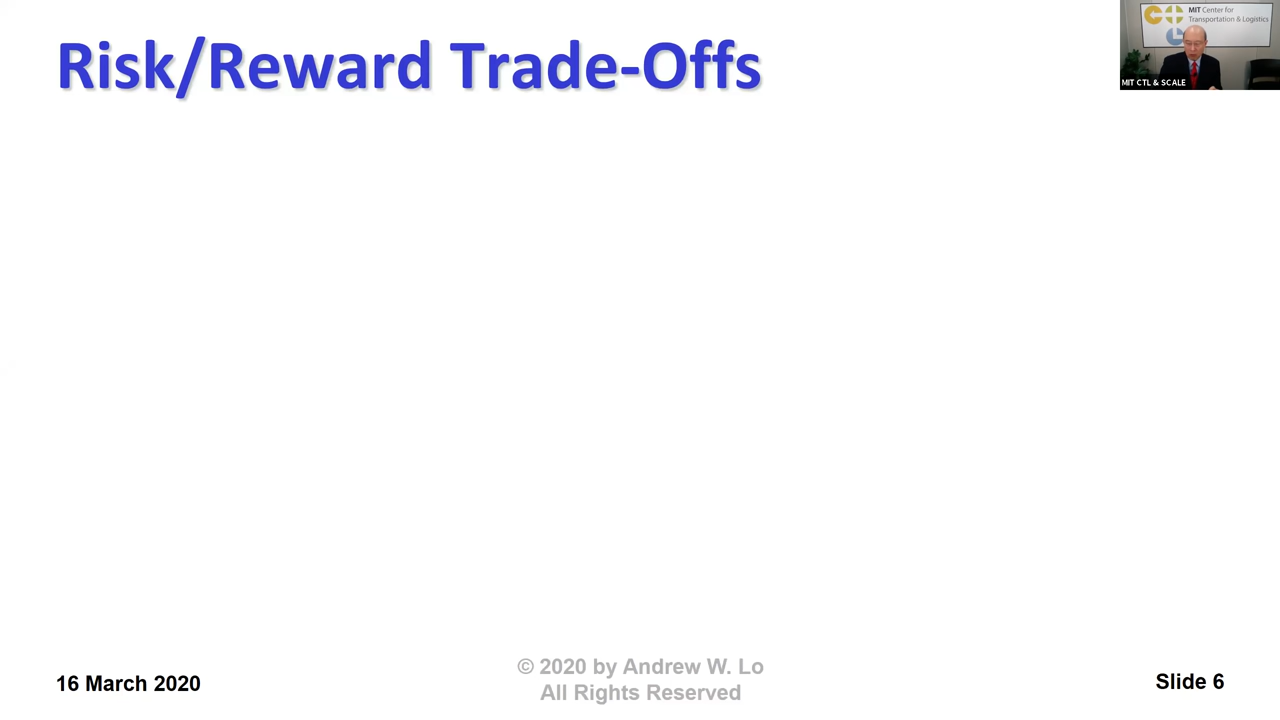 Risk/Reward Trade-Offs
MIT Center for
Transportation & Logistics
MIT CTL & SCALE
© 2020 by Andrew W. Lo
All Rights Reserved
16 March 2020
Slide 6